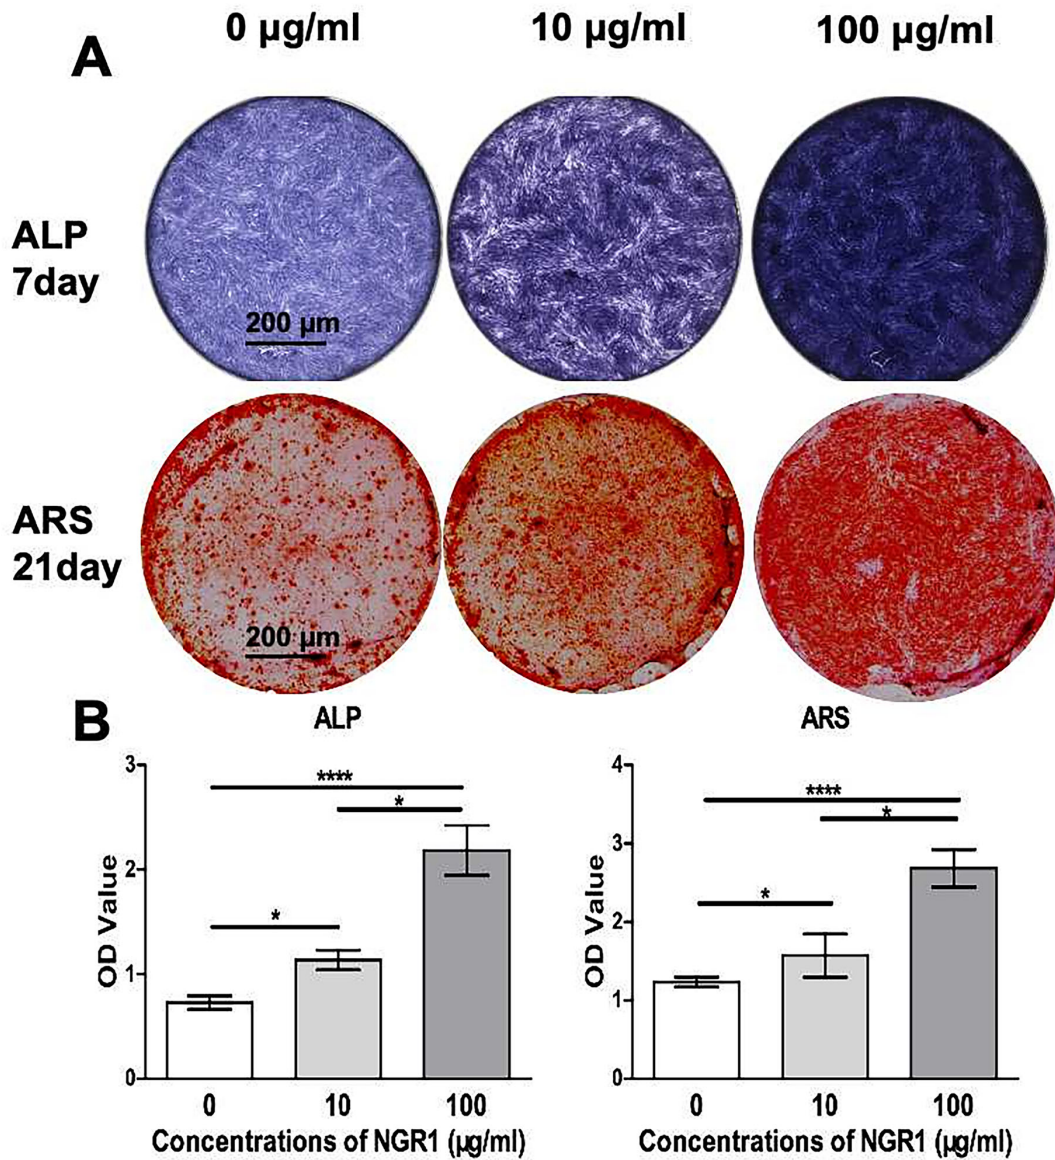 0 µg/ml 10 µg/ml 100 µg/ml
A
ALP
7day
200 µm
ARS
21day
200 µm
B
ALP
ARS
OD Value
3
2
1
0
****
*
*
0 10 100
Concentrations of NGR1 (µg/ml)
OD Value
4
3
2
1
0
****
*
*
0 10 100
Concentrations of NGR1 (µg/ml)